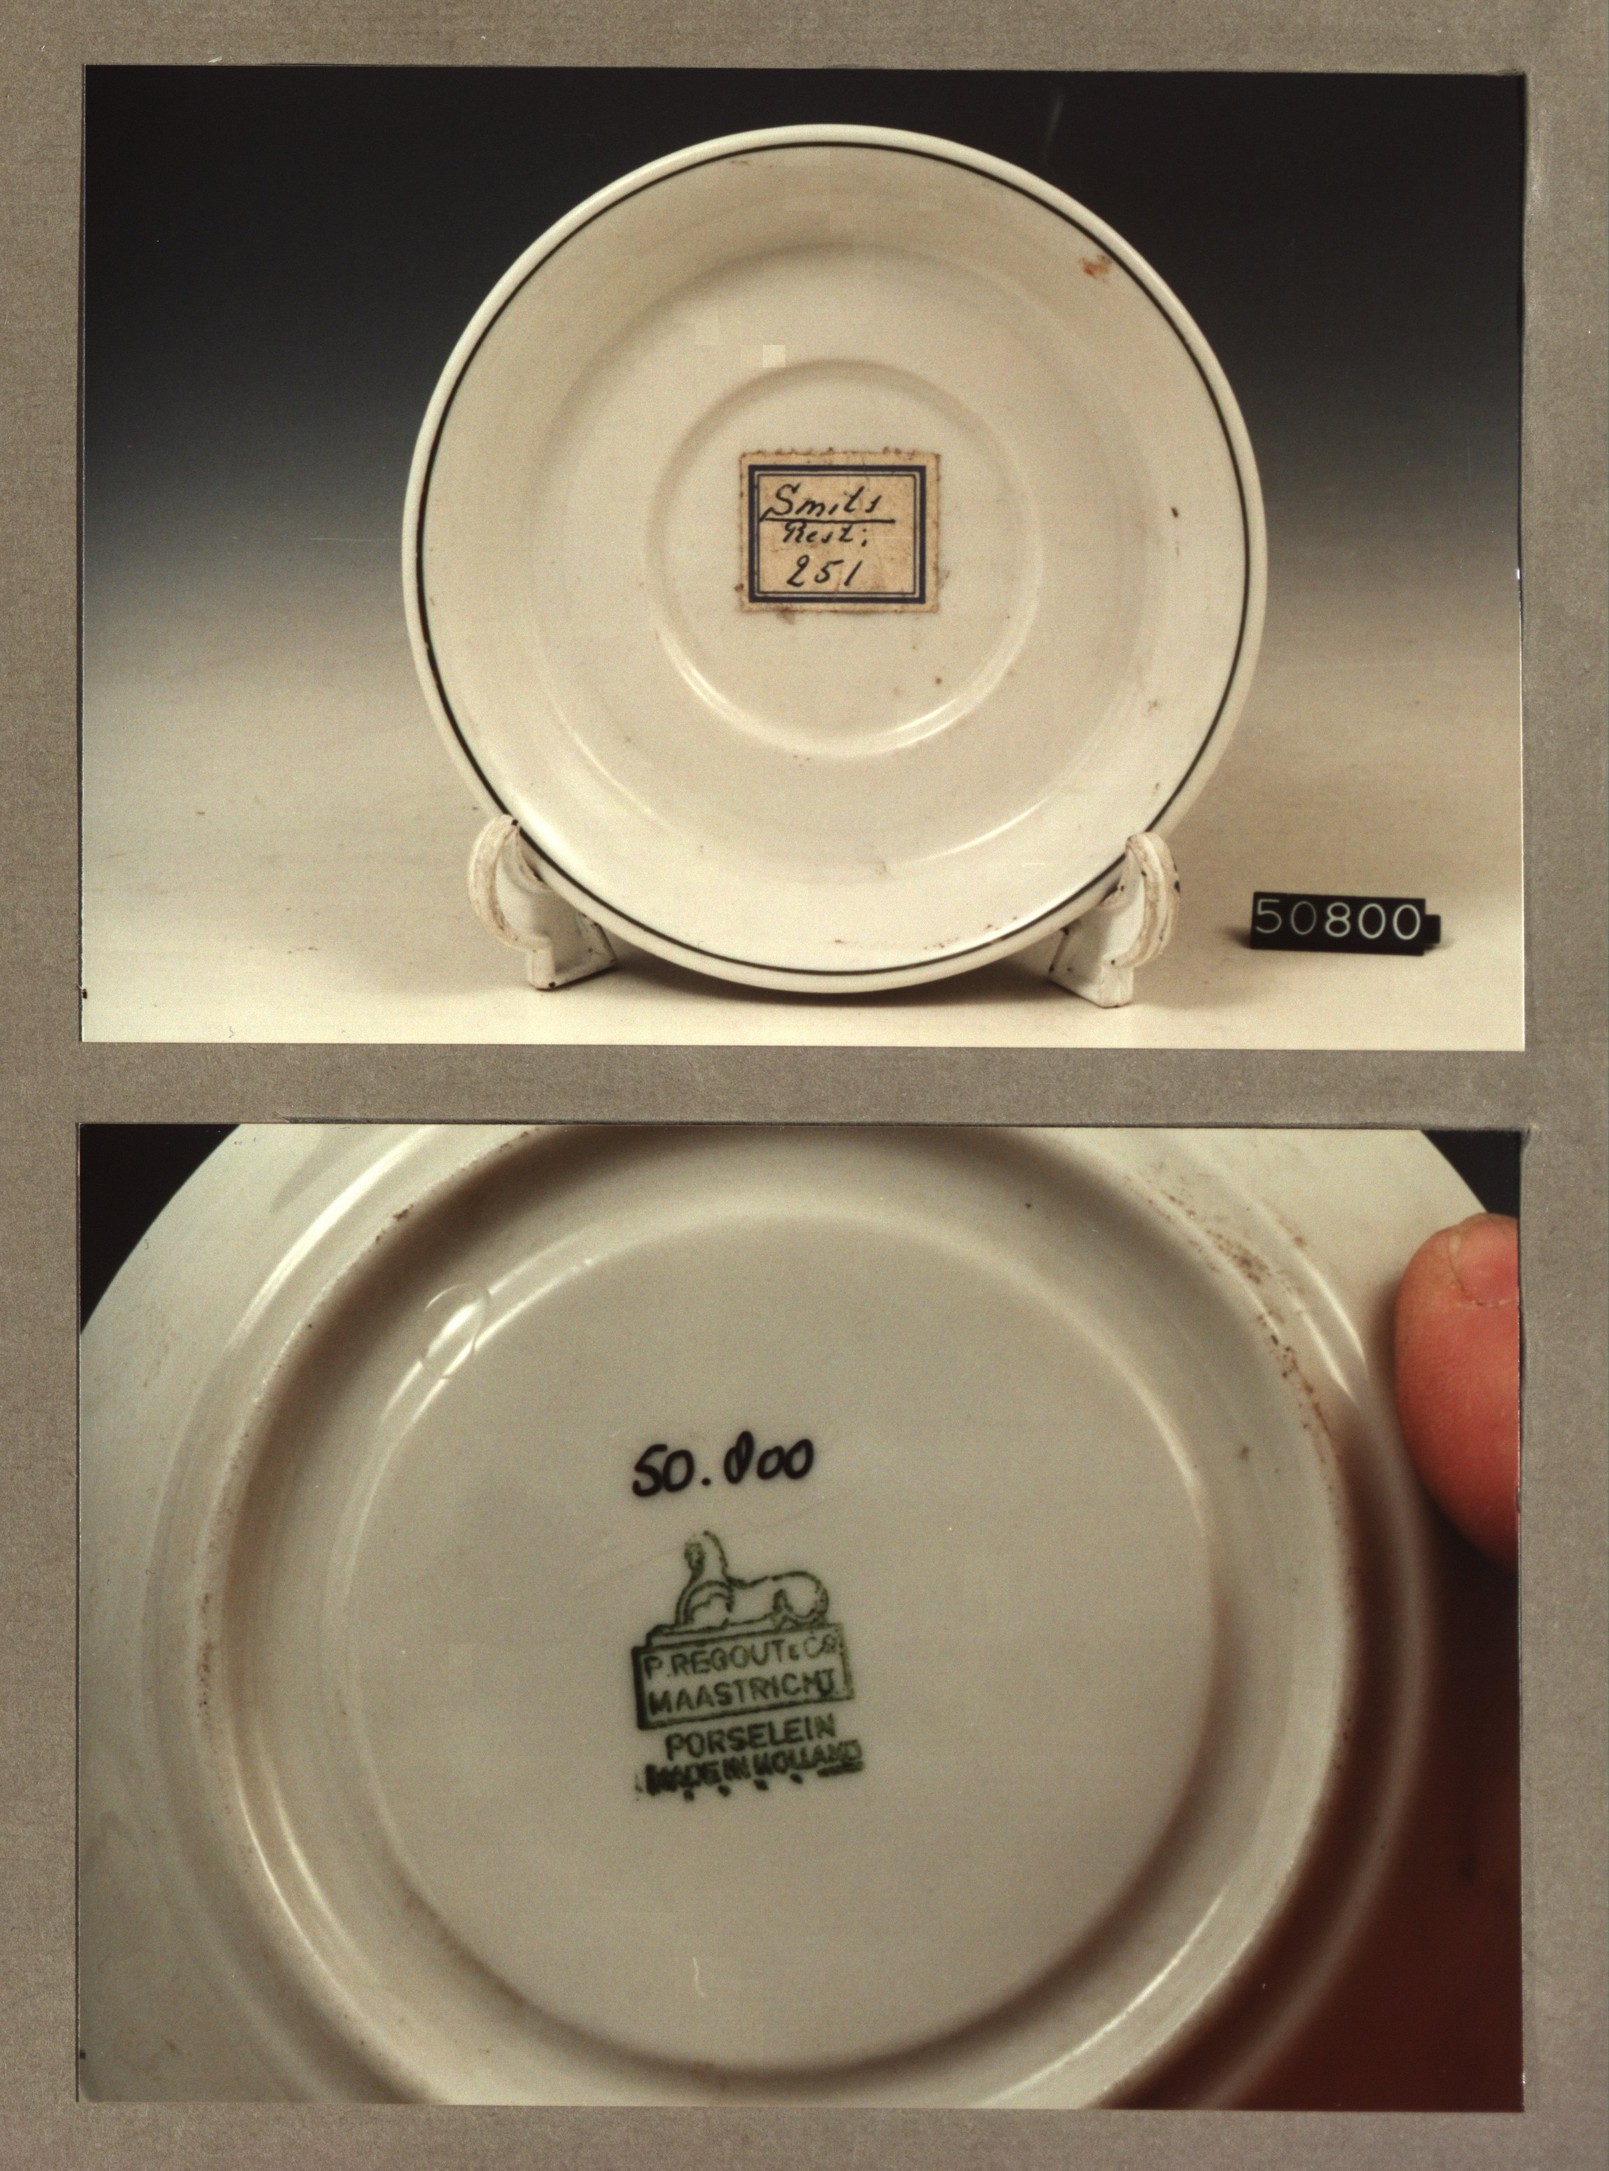 Smits
Rest:
251
50800
50.800
P. REGOUT & Co
MAASTRICHT
PORSELEIN
MADE IN HOLLAND